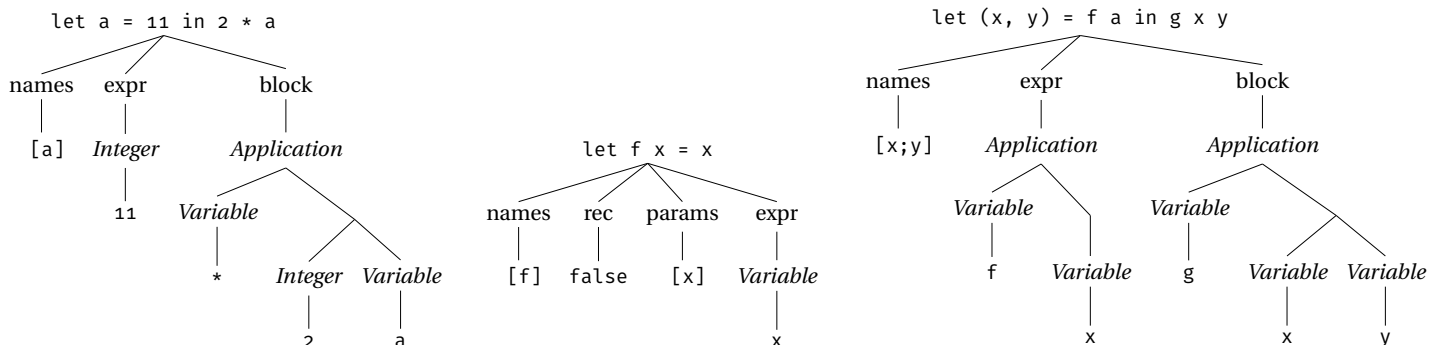 let a = 11 in 2 * a
names expr block
[a] Integer Application
11 Variable
*
Integer Variable
2 a
let f x = x
names rec params expr
[f] false [x] Variable
x
let (x, y) = f a in g x y
names expr block
[x;y] Application Application
Variable Variable
f Variable g Variable Variable
x x y